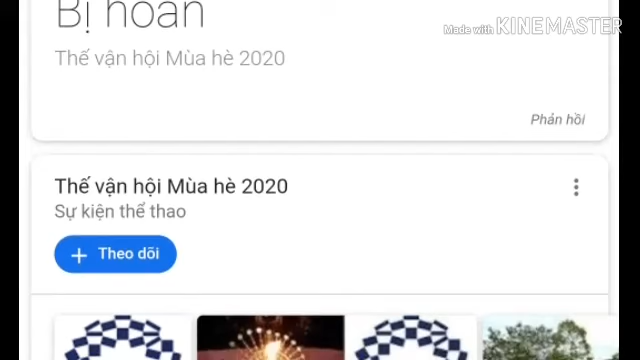 Bị hoãn
Made with KINEMASTER
Thế vận hội Mùa hè 2020
Phản hồi
Thế vận hội Mùa hè 2020
Sự kiện thể thao
+ Theo dõi